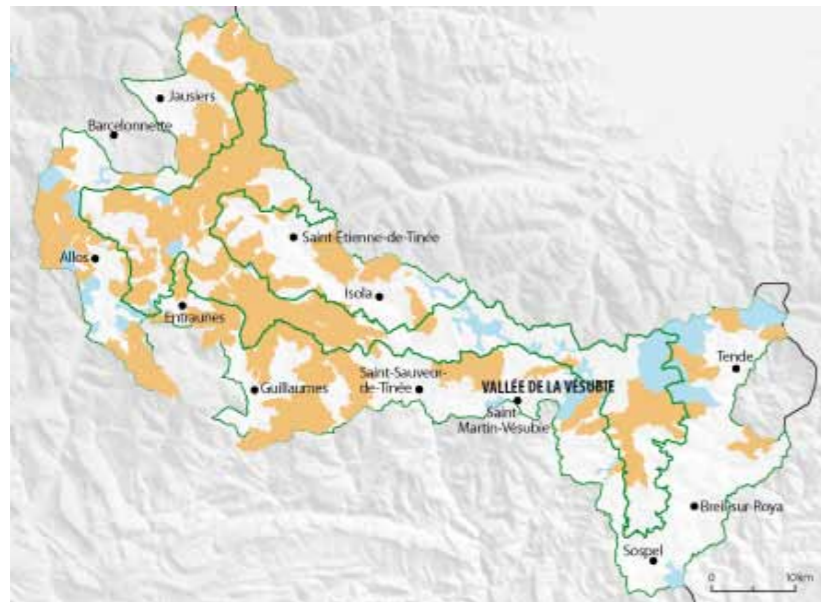 Jausiers
Barcelonnette
Saint-Étienne-de-Tinée
Allos
Isola
Entraunes
Tende
Guillaumes
Saint-Sauveur-
de-Tinée
VALLÉE DE LA VÉSUBIE
Saint
Martin-Vésubie
Breil-sur-Roya
Sospel
0 10km